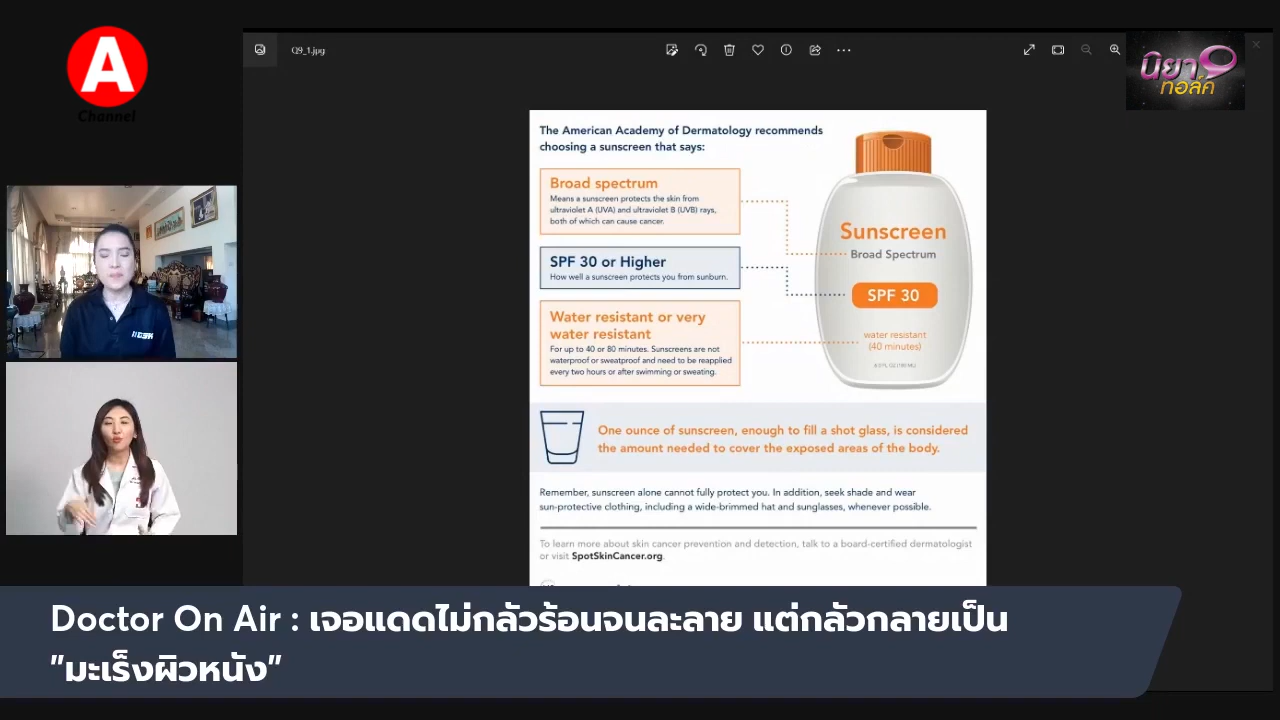 A
Channel
Q9_1.jpg
นิยาย
ทอล์ค
The American Academy of Dermatology recommends
choosing a sunscreen that says:
Broad spectrum
Means a sunscreen protects the skin from
ultraviolet A (UVA) and ultraviolet B (UVB) rays,
both of which can cause cancer.
SPF 30 or Higher
How well a sunscreen protects you from sunburn.
Water resistant or very
water resistant
For up to 40 or 80 minutes. Sunscreens are not
waterproof or sweatproof and need to be reapplied
every two hours or after swimming or sweating.
Sunscreen
Broad Spectrum
SPF 30
water resistant
(40 minutes)
One ounce of sunscreen, enough to fill a shot glass, is considered
the amount needed to cover the exposed areas of the body.
Remember, sunscreen alone cannot fully protect you. In addition, seek shade and wear
sun-protective clothing, including a wide-brimmed hat and sunglasses, whenever possible.
To learn more about skin cancer prevention and detection, talk to a board-certified dermatologist
or visit SpotSkinCancer.org.
Doctor On Air : เจอแดดไม่กลัวร้อนจนละลาย แต่กลัวกลายเป็น
"มะเร็งผิวหนัง"